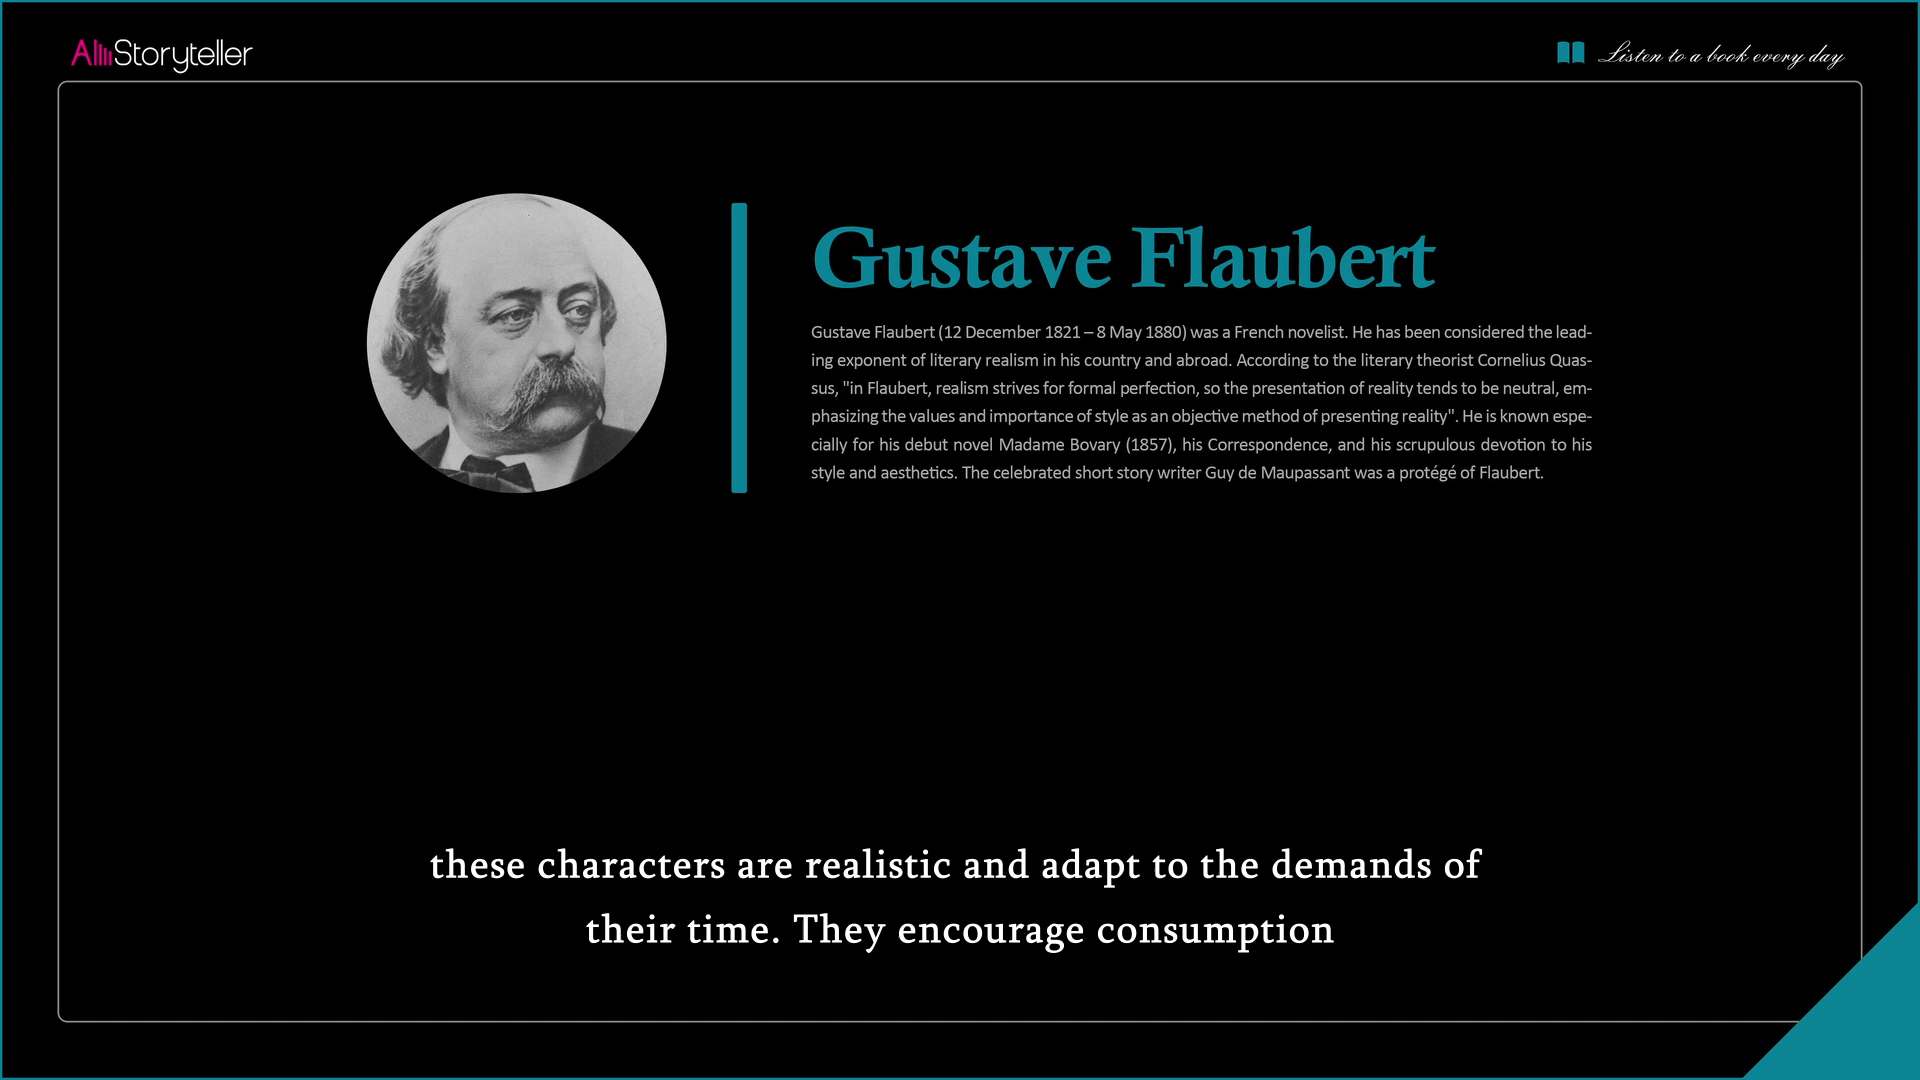 AllStoryteller
Listen to a book every day
Gustave Flaubert
Gustave Flaubert (12 December 1821 – 8 May 1880) was a French novelist. He has been considered the lead-
ing exponent of literary realism in his country and abroad. According to the literary theorist Cornelius Quas-
sus, "in Flaubert, realism strives for formal perfection, so the presentation of reality tends to be neutral, em-
phasizing the values and importance of style as an objective method of presenting reality". He is known espe-
cially for his debut novel Madame Bovary (1857), his Correspondence, and his scrupulous devotion to his
style and aesthetics. The celebrated short story writer Guy de Maupassant was a protégé of Flaubert.
these characters are realistic and adapt to the demands of
their time. They encourage consumption